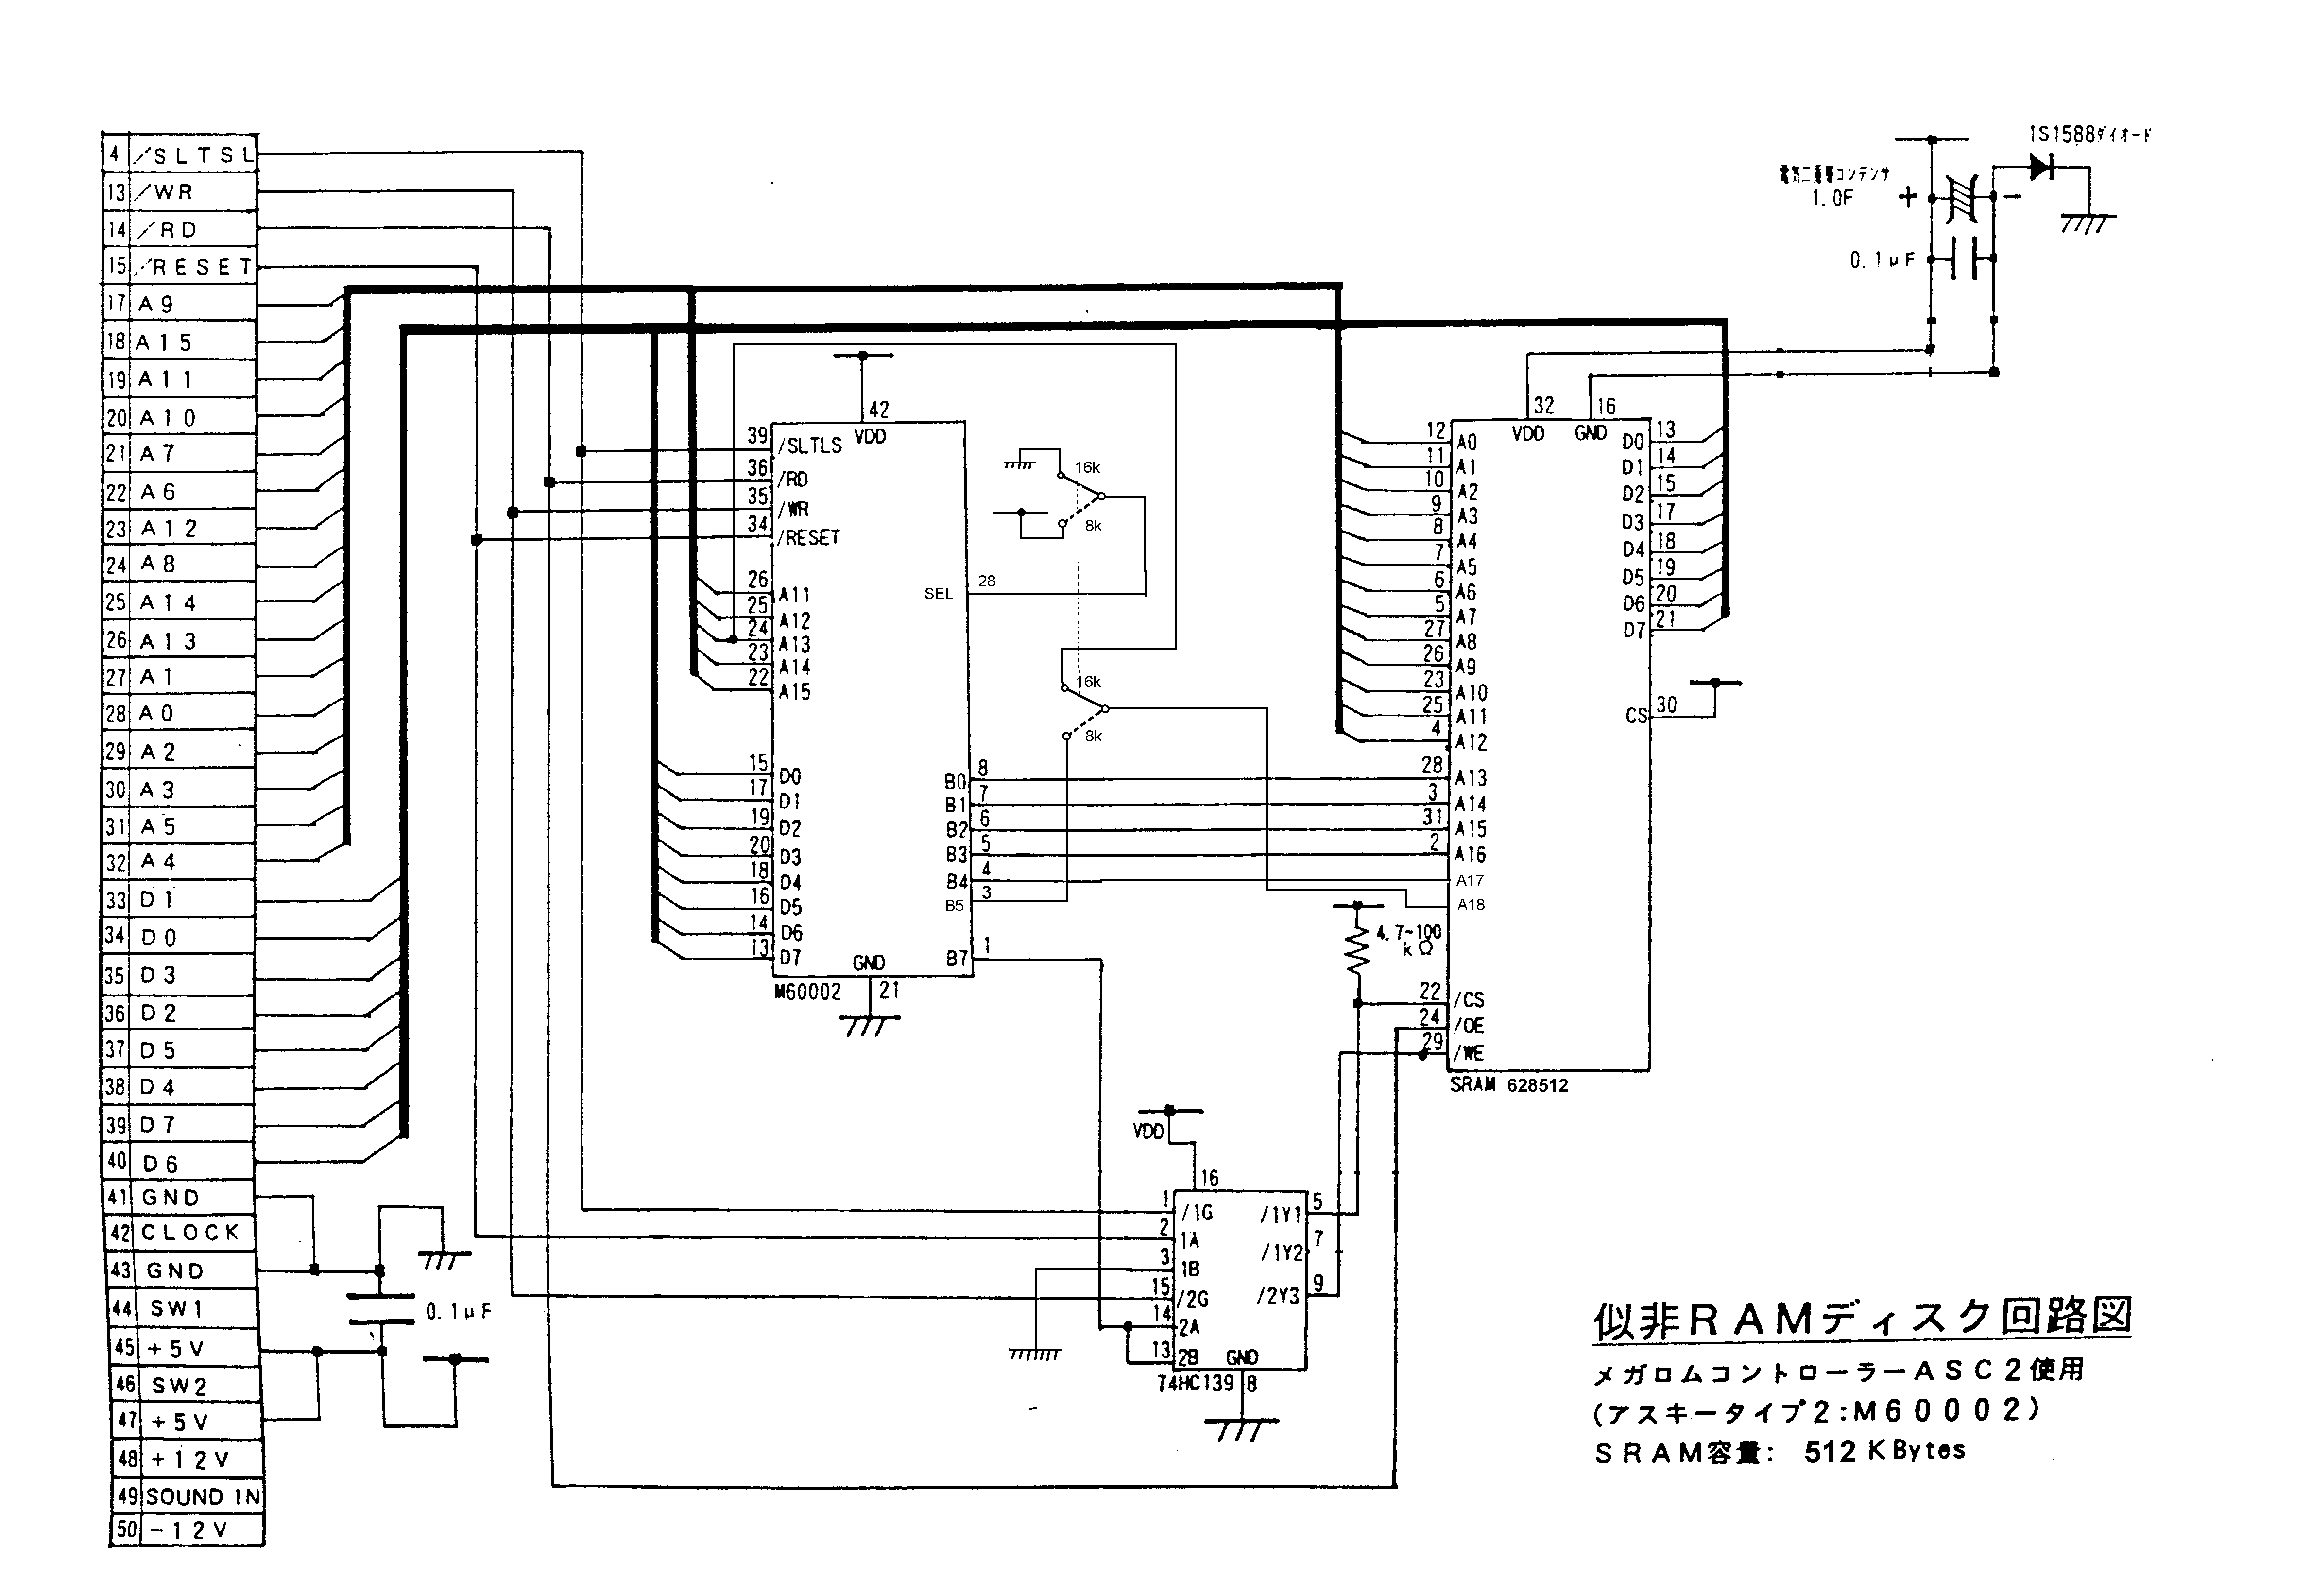 4 /SLTSL
13 /WR
14 /RD
15 /RESET
17 A9
18 A15
19 A11
20 A10
21 A7
22 A6
23 A12
24 A8
25 A14
26 A13
27 A1
28 A0
29 A2
30 A3
31 A5
32 A4
33 D1
34 D0
35 D3
36 D2
37 D5
38 D4
39 D7
40 D6
41 GND
42 CLOCK
43 GND
44 SW1
45 +5V
46 SW2
47 +5V
48 +12V
49 SOUND IN
50 -12V
0.1μF
42
VDD
39 /SLTLS
36 /RD
35 /WR
34 /RESET
26 A11
25 A12
24 A13
23 A14
22 A15
15 D0
17 D1
19 D2
20 D3
18 D4
16 D5
14 D6
13 D7
GND
21
M60002
SEL 28
B0 8
B1 7
B2 6
B3 5
B4 4
B5 3
B7 1
16k
8k
16k
8k
1S1588ダイオード
電気二重層コンデンサ
1.0F
+ -
0.1μF
32 16
VDD GND
12 A0
11 A1
10 A2
9 A3
8 A4
7 A5
6 A6
5 A7
27 A8
26 A9
23 A10
25 A11
4 A12
28 A13
3 A14
31 A15
2 A16
A17
A18
22 /CS
24 /OE
29 /WE
D0 13
D1 14
D2 15
D3 17
D4 18
D5 19
D6 20
D7 21
CS 30
SRAM 628512
4.7~100
kΩ
VDD
16
1 /1G
2 1A
3 1B
15 /2G
14 2A
13 2B
/1Y1 5
/1Y2 7
/2Y3 9
GND
74HC139 8
似非RAMディスク回路図
メガロムコントローラーASC2使用
(アスキータイプ2:M60002)
SRAM容量: 512 KBytes